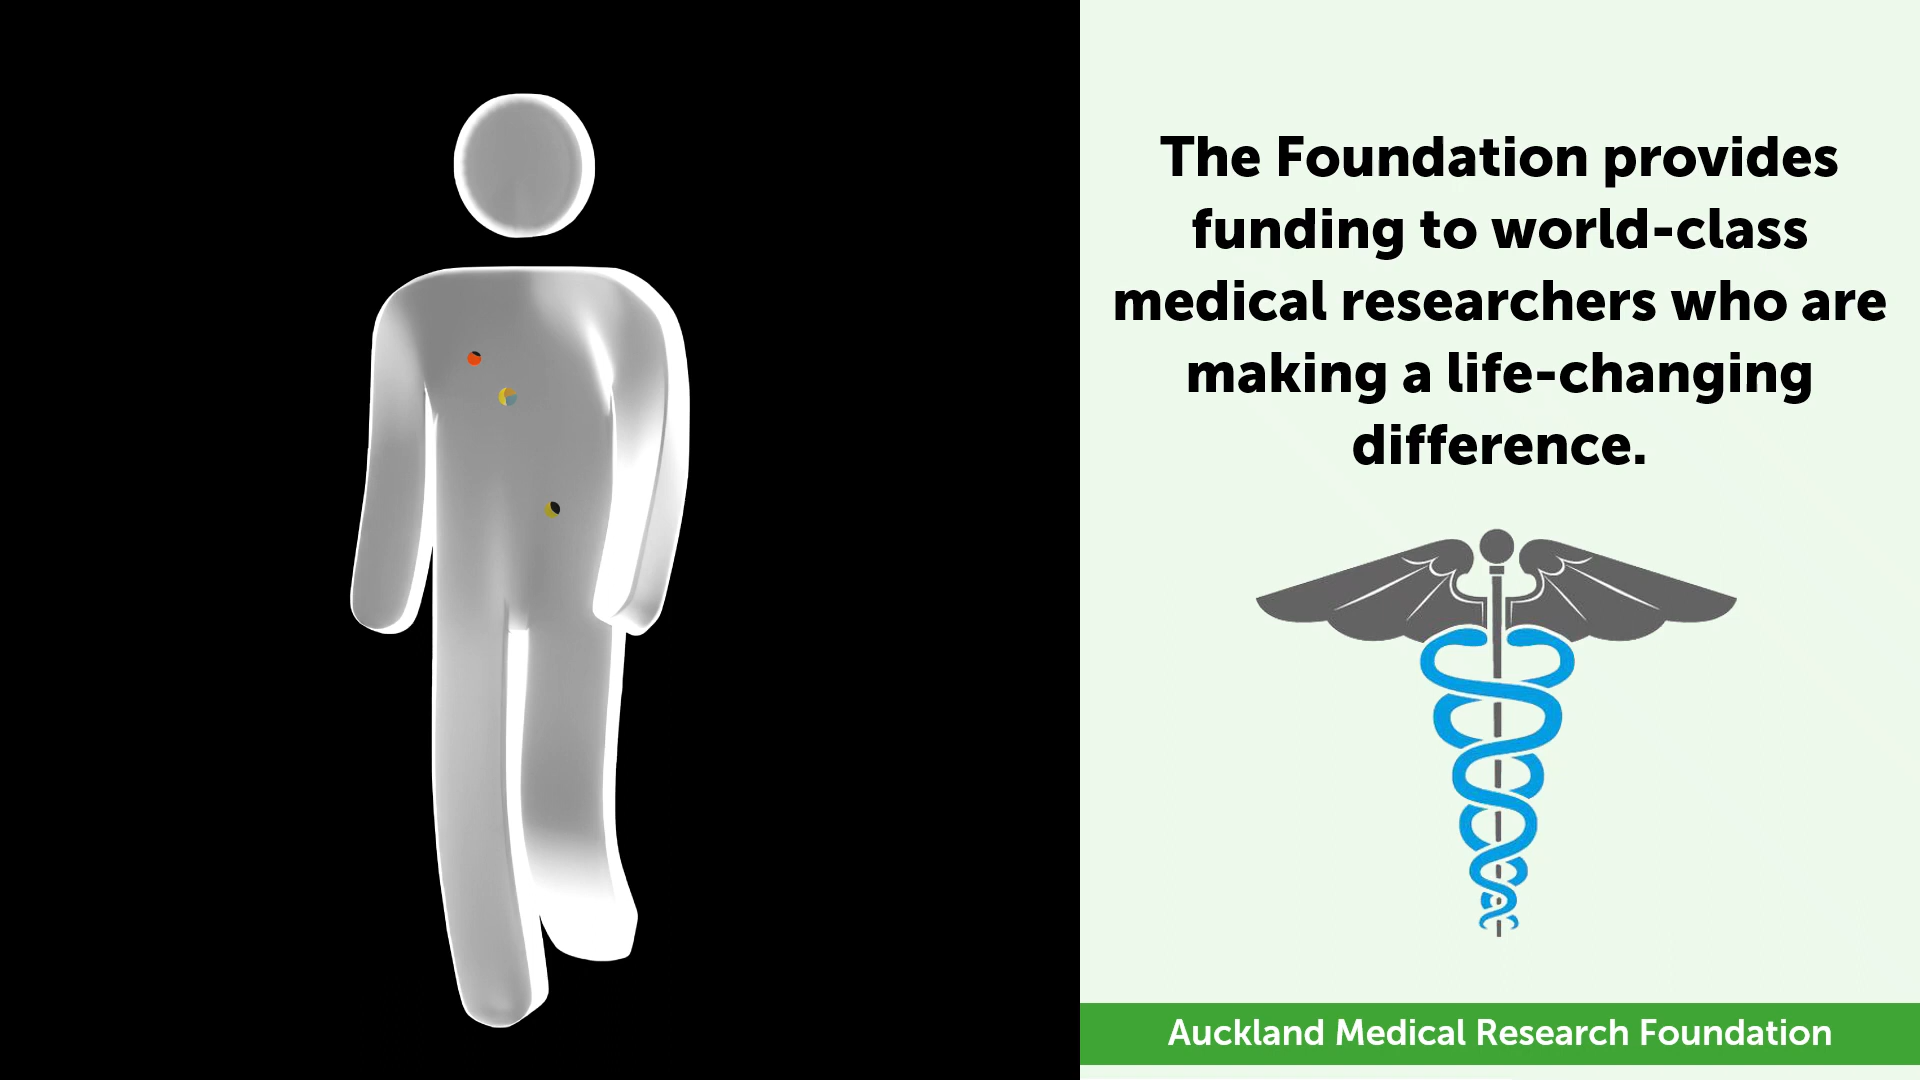 The Foundation provides
funding to world-class
medical researchers who are
making a life-changing
difference.
Auckland Medical Research Foundation